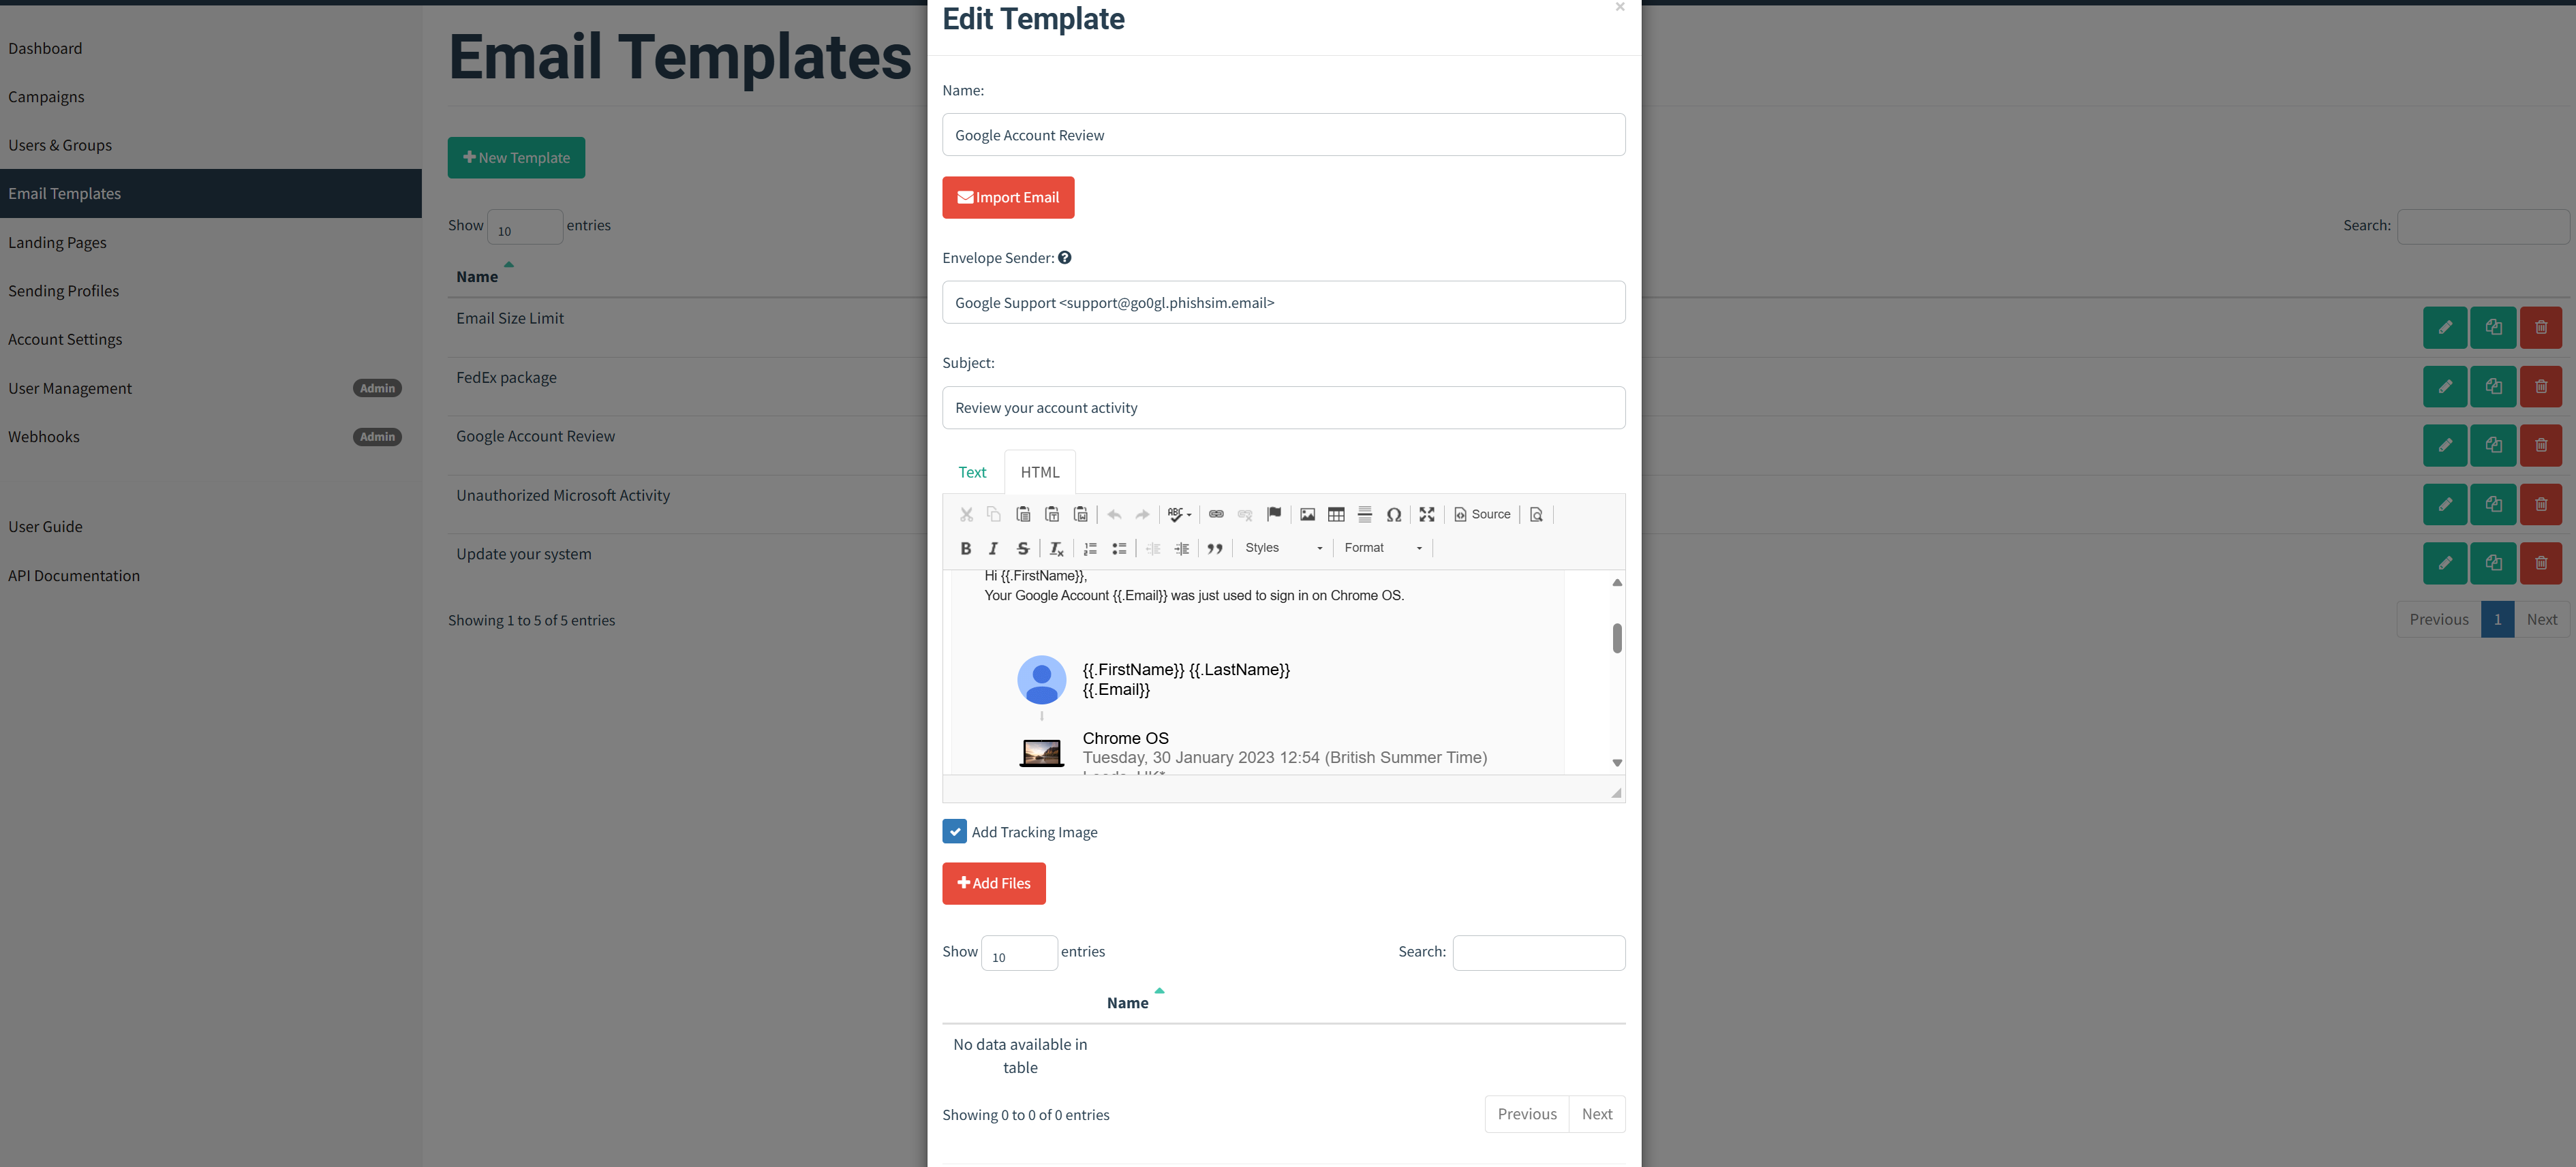 Dashboard
Campaigns
Users & Groups
Email Templates
Landing Pages
Sending Profiles
Account Settings
User Management Admin
Webhooks Admin
User Guide
API Documentation
Email Templates
New Template
Show 10 entries
Search:
Name
Email Size Limit
FedEx package
Google Account Review
Unauthorized Microsoft Activity
Update your system
Showing 1 to 5 of 5 entries
Previous 1 Next
Edit Template
×
Name:
Google Account Review
Import Email
Envelope Sender:
Google Support <support@go0gl.phishsim.email>
Subject:
Review your account activity
Text HTML
ABC Source
B I S Styles Format
Hi {{.FirstName}},
Your Google Account {{.Email}} was just used to sign in on Chrome OS.
{{.FirstName}} {{.LastName}}
{{.Email}}
Chrome OS
Tuesday, 30 January 2023 12:54 (British Summer Time)
Add Tracking Image
Add Files
Show 10 entries
Search:
Name
No data available in
table
Showing 0 to 0 of 0 entries
Previous Next